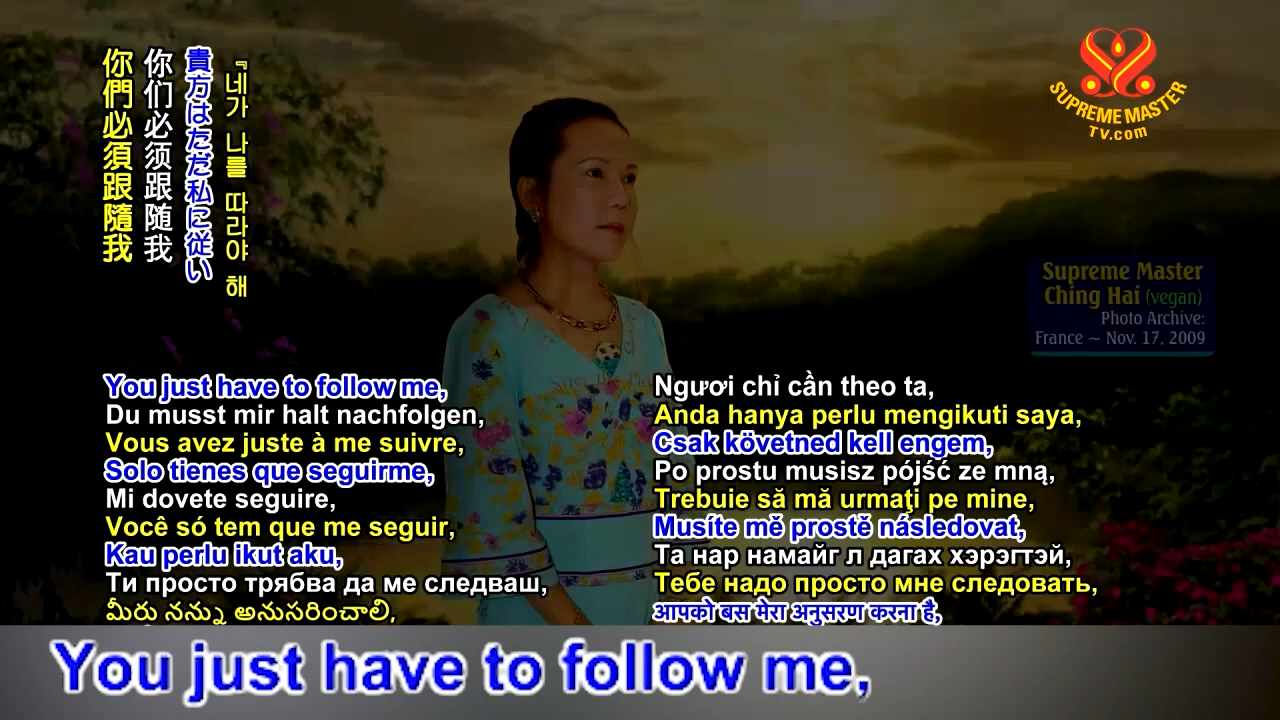 你們必須跟隨我
你们必须跟随我
貴方はただ私に従い
『네가 나를 따라야 해
SUPREME MASTER
TV.com
Supreme Master
Ching Hai (vegan)
Photo Archive:
France ~ Nov. 17, 2009
You just have to follow me,
Du musst mir halt nachfolgen,
Vous avez juste à me suivre,
Solo tienes que seguirme,
Mi dovete seguire,
Você só tem que me seguir,
Kau perlu ikut aku,
Ти просто трябва да ме следваш,
మీరు నన్ను అనుసరించాలి,
Ngươi chỉ cần theo ta,
Anda hanya perlu mengikuti saya,
Csak követned kell engem,
Po prostu musisz pójść ze mną,
Trebuie să mă urmaţi pe mine,
Musíte mě prostě následovat,
Та нар намайг л дагах хэрэгтэй,
Тебе надо просто мне следовать,
आपको बस मेरा अनुसरण करना है,
You just have to follow me,